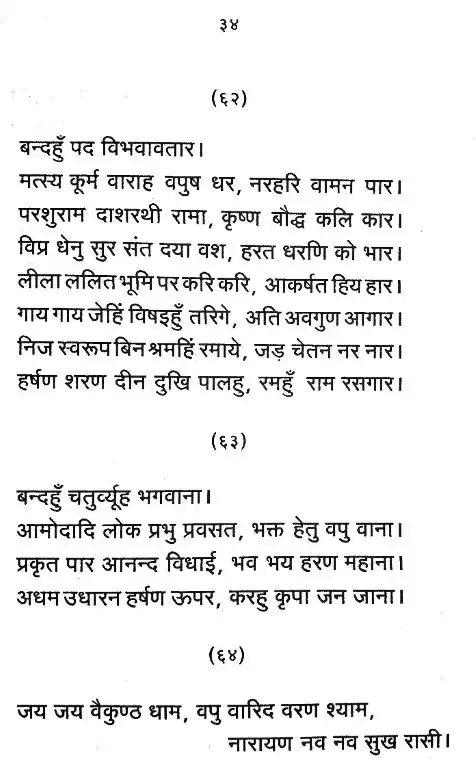 ३४
(६२)
बन्दहुँ पद विभवावतार।
मत्स्य कूर्म वाराह वपुष धर, नरहरि वामन पार।
परशुराम दाशरथी रामा, कृष्ण बौद्ध कलि कार।
विप्र धेनु सुर संत दया वश, हरत धरणि को भार।
लीला ललित भूमि पर करि करि, आकर्षत हिय हार।
गाय गाय जेहिं विषइहुँ तरिगे, अति अवगुण आगार।
निज स्वरूप बिन श्रमहिं रमाये, जड़ चेतन नर नार।
हर्षण शरण दीन दुखि पालहु, रमहुँ राम रसगार।
(६३)
बन्दहुँ चतुर्व्यूह भगवाना।
आमोदादि लोक प्रभु प्रवसत, भक्त हेतु वपु वाना।
प्रकृत पार आनन्द विधाई, भव भय हरण महाना।
अधम उधारन हर्षण ऊपर, करहु कृपा जन जाना।
(६४)
जय जय वैकुण्ठ धाम, वपु वारिद वरण श्याम,
नारायण नव नव सुख रासी।